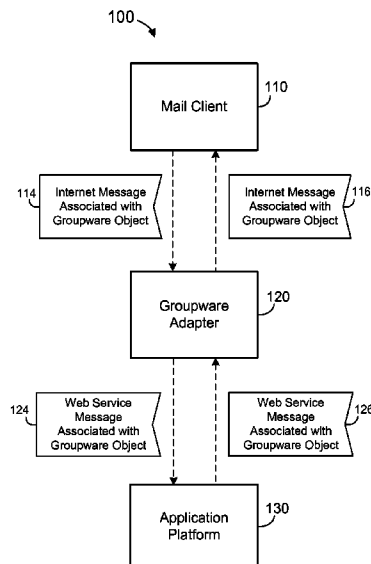 100
Mail Client
110
114
Internet Message
Associated with
Groupware Object
Internet Message
Associated with
Groupware Object
116
Groupware
Adapter
120
124
Web Service
Message
Associated with
Groupware Object
Web Service
Message
Associated with
Groupware Object
126
Application
Platform
130